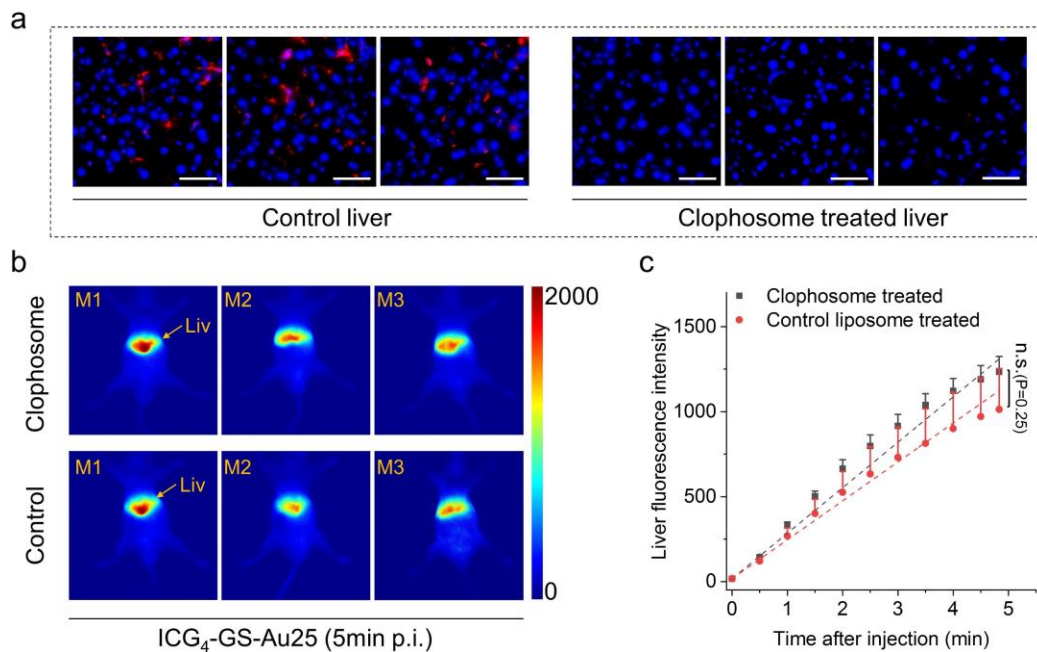 a
Control liver
Clophosome treated liver
b
Clophosome
M1
Liv
M2
M3
2000
0
Control
M1
Liv
M2
M3
ICG₄-GS-Au25 (5min p.i.)
c
Clophosome treated
Control liposome treated
Liver fluorescence intensity
1500
1000
500
0
n.s.(P=0.25)
0 1 2 3 4 5
Time after injection (min)